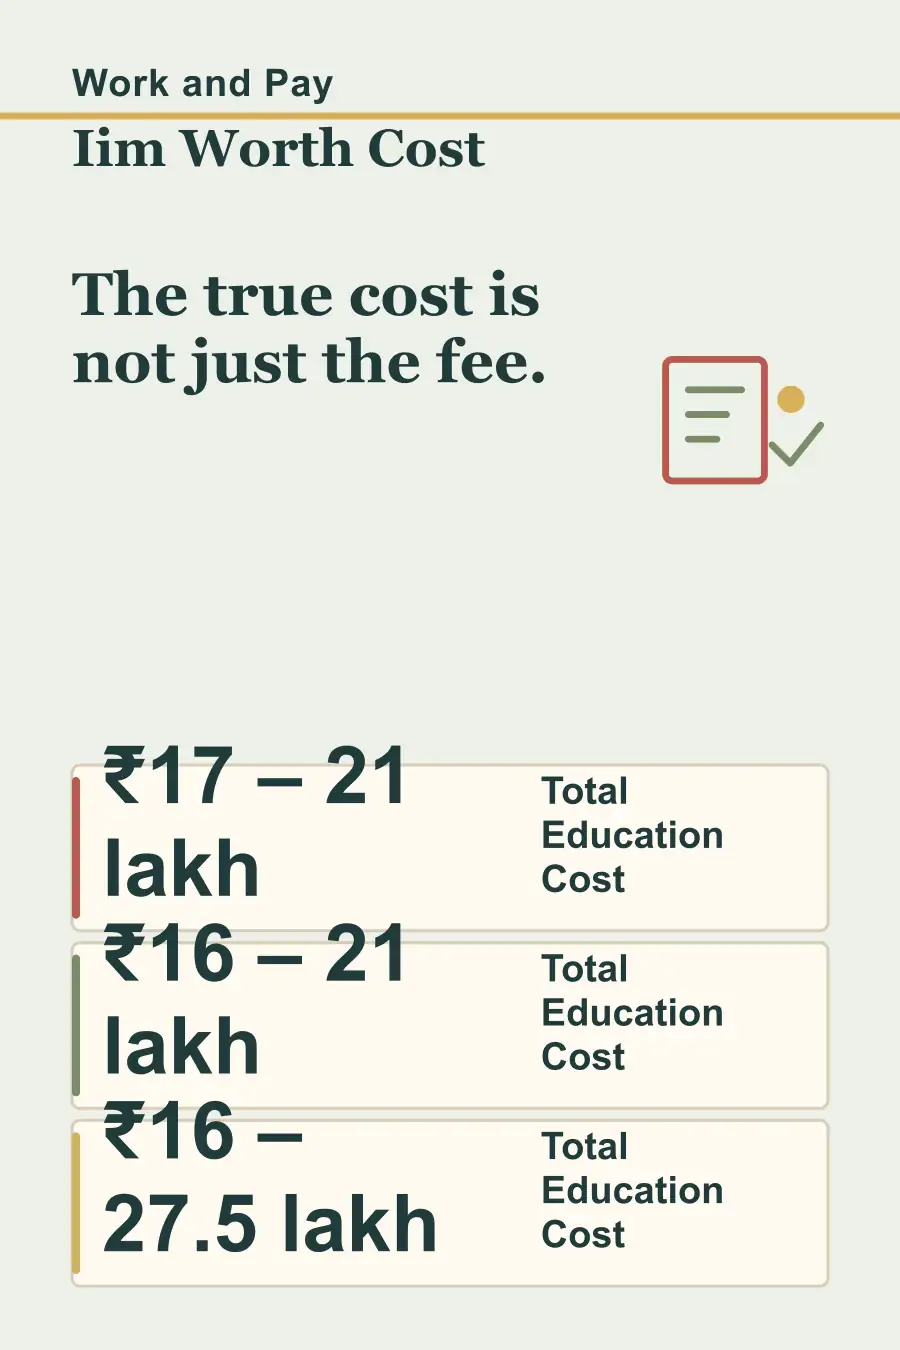 Work and Pay
Iim Worth Cost
The true cost is
not just the fee.
₹17 – 21
lakh
Total
Education
Cost
₹16 – 21
lakh
Total
Education
Cost
₹16 –
27.5 lakh
Total
Education
Cost